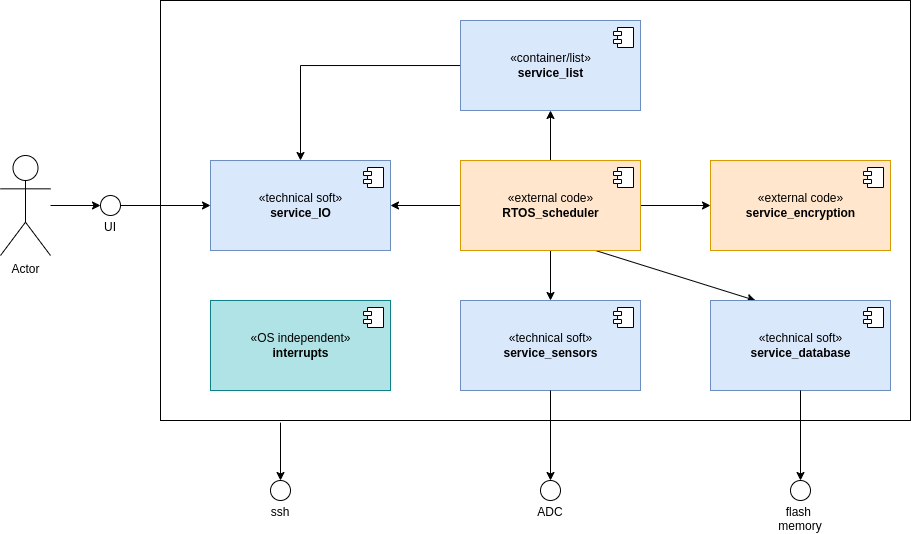 «container/list»
service_list
«technical soft»
service_IO
«external code»
RTOS_scheduler
«external code»
service_encryption
UI
Actor
«OS independent»
interrupts
«technical soft»
service_sensors
«technical soft»
service_database
ssh
ADC
flash
memory